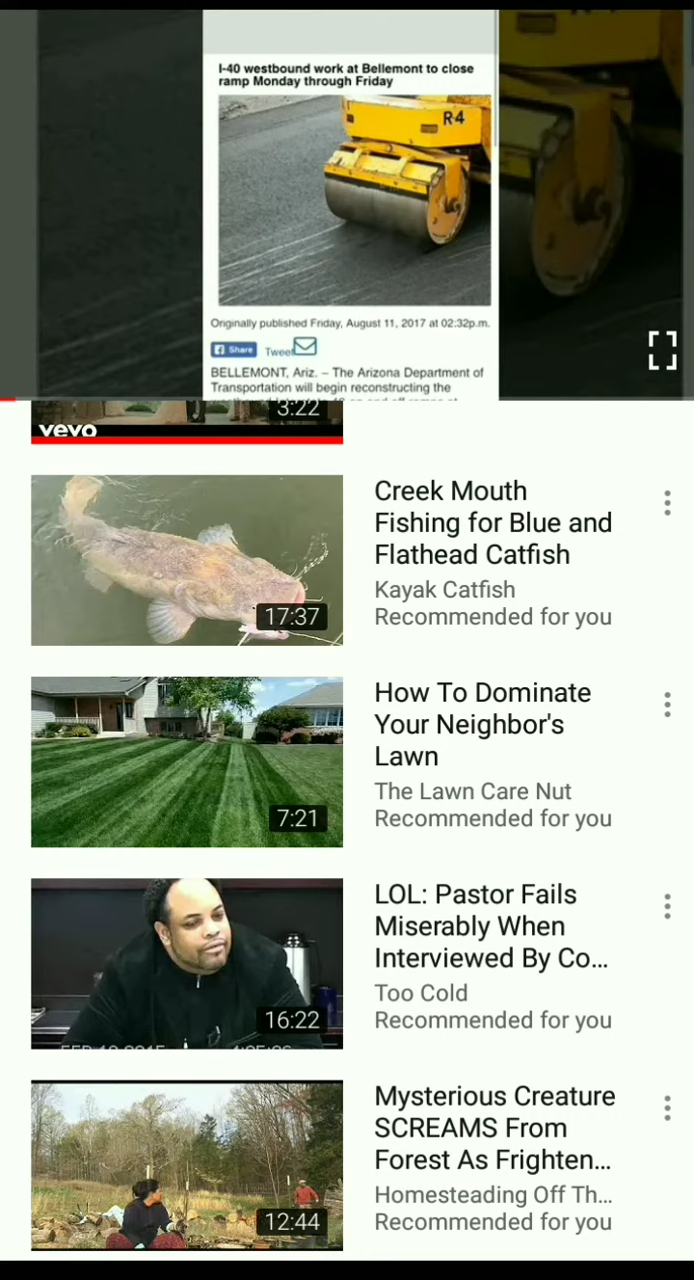 I-40 westbound work at Bellemont to close
ramp Monday through Friday
R-4
Originally published Friday, August 11, 2017 at 02:32p.m.
Share Tweet
BELLEMONT, Ariz. – The Arizona Department of
Transportation will begin reconstructing the
3:22
vevo
Creek Mouth
Fishing for Blue and
Flathead Catfish
Kayak Catfish
Recommended for you
17:37
How To Dominate
Your Neighbor's
Lawn
The Lawn Care Nut
Recommended for you
7:21
LOL: Pastor Fails
Miserably When
Interviewed By Co...
Too Cold
Recommended for you
16:22
Mysterious Creature
SCREAMS From
Forest As Frighten...
Homesteading Off Th...
Recommended for you
12:44